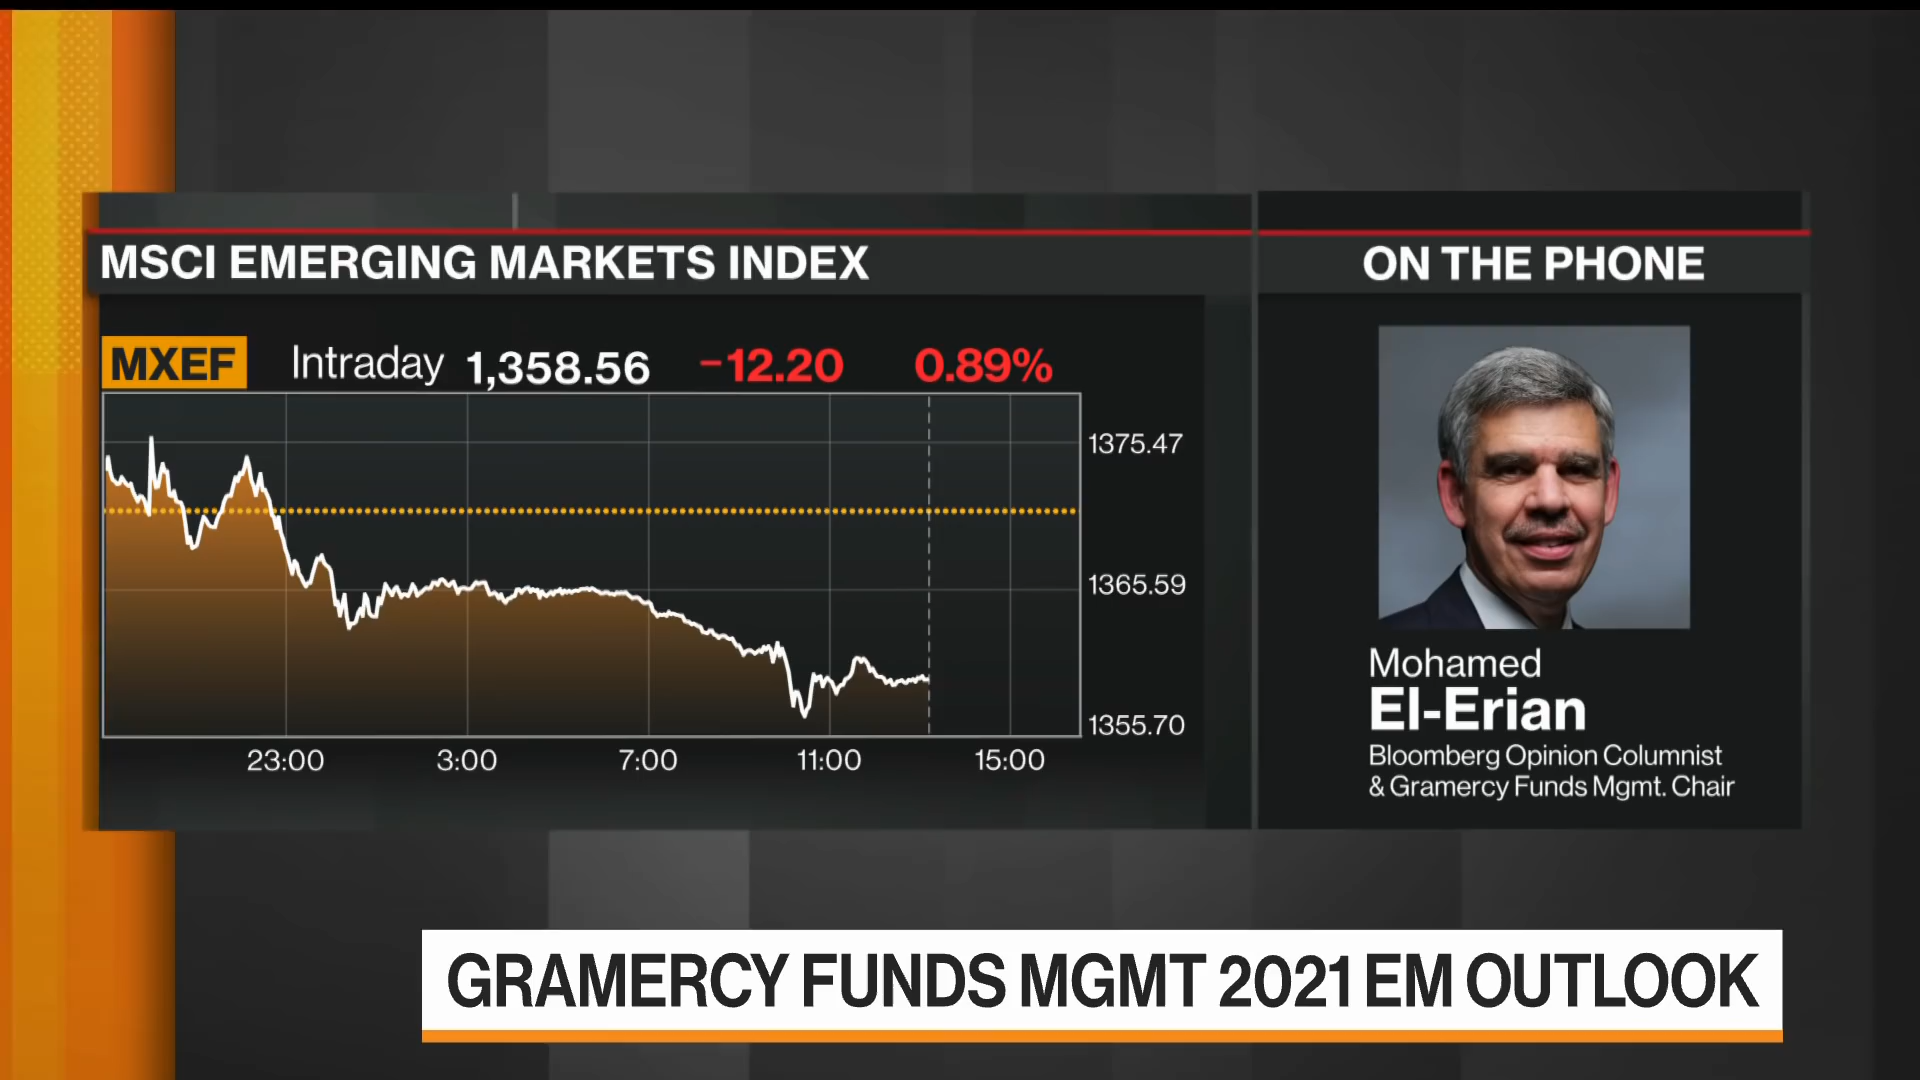 MSCI EMERGING MARKETS INDEX
MXEF Intraday 1,358.56 -12.20 0.89%
1375.47
1365.59
1355.70
23:00 3:00 7:00 11:00 15:00
ON THE PHONE
Mohamed
El-Erian
Bloomberg Opinion Columnist
& Gramercy Funds Mgmt. Chair
GRAMERCY FUNDS MGMT 2021 EM OUTLOOK